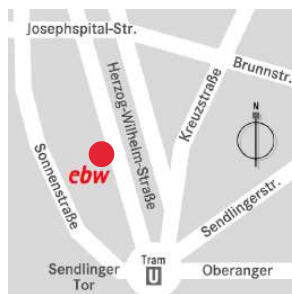 Josephspital-Str.
Brunnstr.
Herzog-Wilhelm-Straße
Kreuzstraße
Sonnenstraße
N
ebw
Sendlingerstr.
Tram
U
Sendlinger
Tor
Oberanger